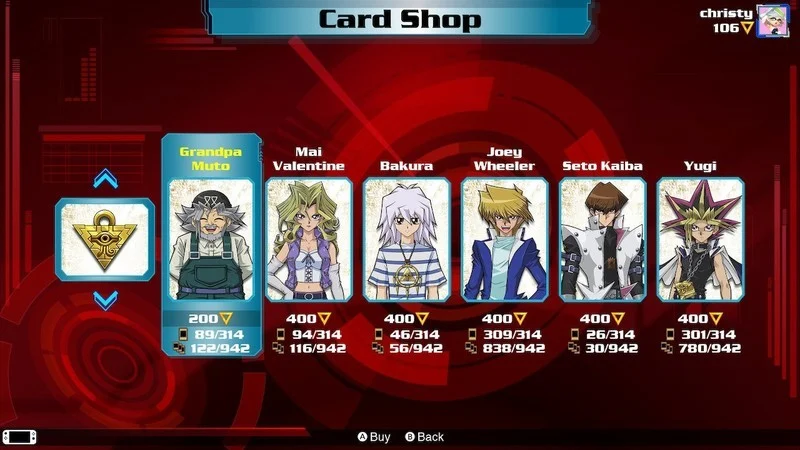 Card Shop
christy
106
Grandpa Muto
Mai Valentine
Bakura
Joey Wheeler
Seto Kaiba
Yugi
200
400
400
400
400
400
89/314
94/314
46/314
309/314
26/314
301/314
122/942
116/942
56/942
838/942
30/942
780/942
A Buy B Back